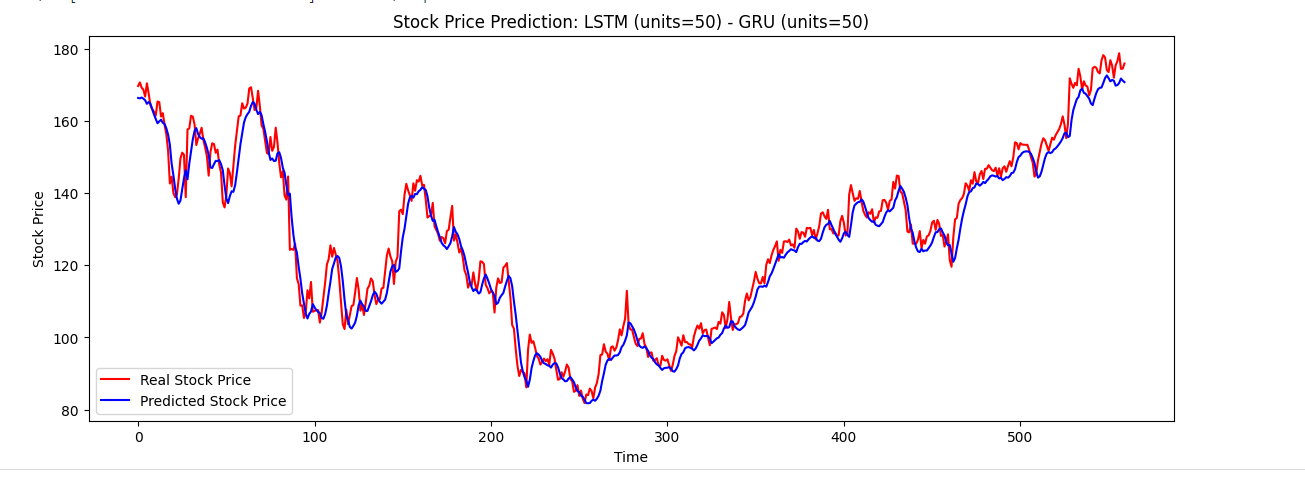 Stock Price Prediction: LSTM (units=50) - GRU (units=50)
180
160
140
120
100
80
Stock Price
Real Stock Price
Predicted Stock Price
0 100 200 300 400 500
Time